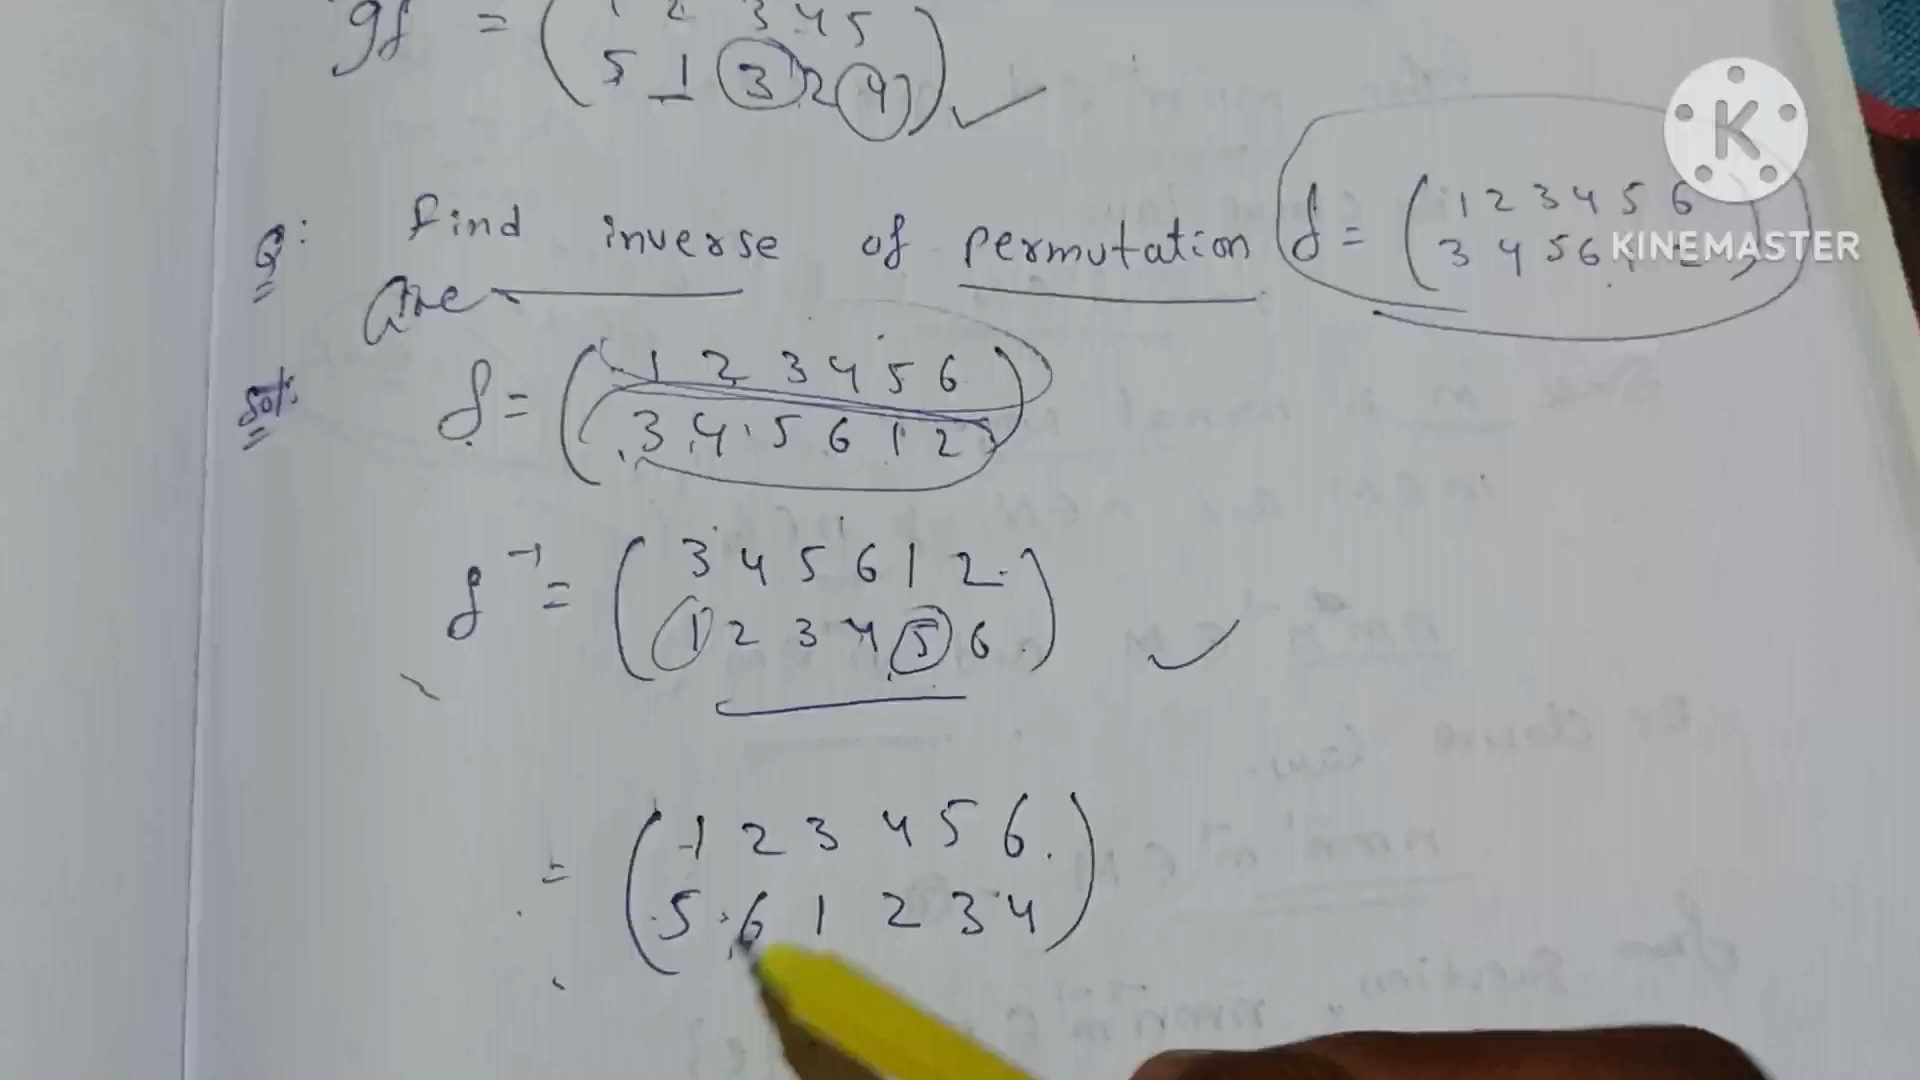 gf = ( 1 2 3 4 5
5 1 3 2 4 )
K
KINEMASTER
Q: Find inverse of permutation f = ( 1 2 3 4 5 6
3 4 5 6 1 2 )
are
Sol: f = ( 1 2 3 4 5 6
3 4 5 6 1 2 )
f⁻¹ = ( 3 4 5 6 1 2
1 2 3 4 5 6 )
= ( 1 2 3 4 5 6
5 6 1 2 3 4 )